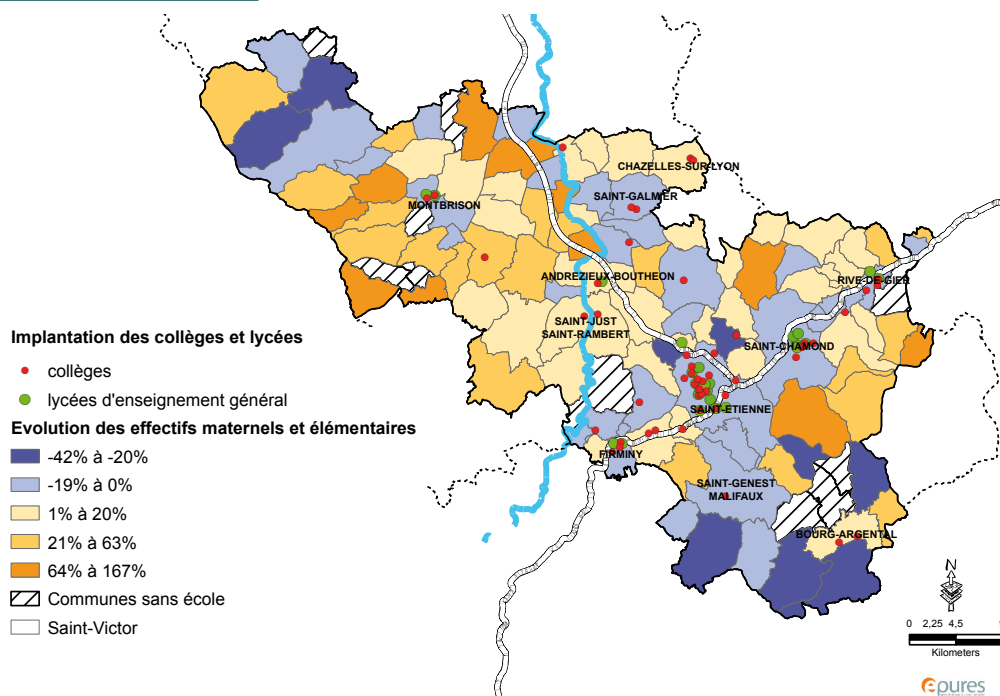 CHAZELLES-SUR-LYON
SAINT-GALMIER
MONTBRISON
ANDREZIEUX-BOUTHEON
RIVE-DE-GIER
SAINT-JUST
SAINT-RAMBERT
SAINT-CHAMOND
SAINT-ETIENNE
FIRMINY
SAINT-GENEST
MALIFAUX
BOURG-ARGENTAL
Implantation des collèges et lycées
collèges
lycées d'enseignement général
Evolution des effectifs maternels et élémentaires
-42% à -20%
-19% à 0%
1% à 20%
21% à 63%
64% à 167%
Communes sans école
Saint-Victor
N
0 2,25 4,5
Kilometers
épures